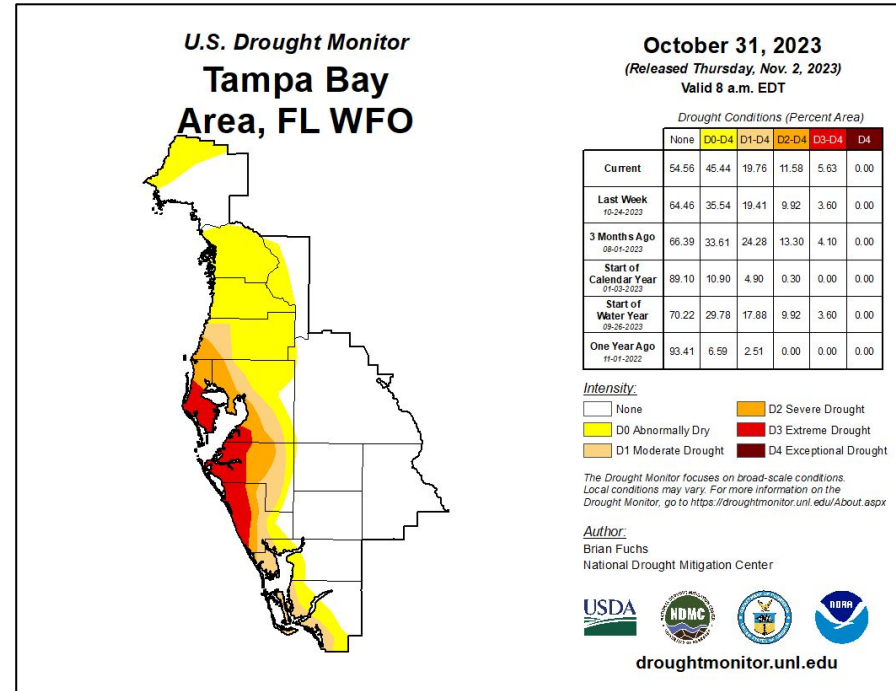 U.S. Drought Monitor
Tampa Bay
Area, FL WFO
October 31, 2023
(Released Thursday, Nov. 2, 2023)
Valid 8 a.m. EDT
Drought Conditions (Percent Area)
None D0-D4 D1-D4 D2-D4 D3-D4 D4
Current 54.56 45.44 19.76 11.58 5.63 0.00
Last Week
10-24-2023 64.46 35.54 19.41 9.92 3.60 0.00
3 Months Ago
08-01-2023 66.39 33.61 24.28 13.30 4.10 0.00
Start of
Calendar Year
01-03-2023 89.10 10.90 4.90 0.30 0.00 0.00
Start of
Water Year
09-26-2023 70.22 29.78 17.88 9.92 3.60 0.00
One Year Ago
11-01-2022 93.41 6.59 2.51 0.00 0.00 0.00
Intensity:
None
D0 Abnormally Dry
D1 Moderate Drought
D2 Severe Drought
D3 Extreme Drought
D4 Exceptional Drought
The Drought Monitor focuses on broad-scale conditions.
Local conditions may vary. For more information on the
Drought Monitor, go to https://droughtmonitor.unl.edu/About.aspx
Author:
Brian Fuchs
National Drought Mitigation Center
USDA
NDMC
NOAA
droughtmonitor.unl.edu